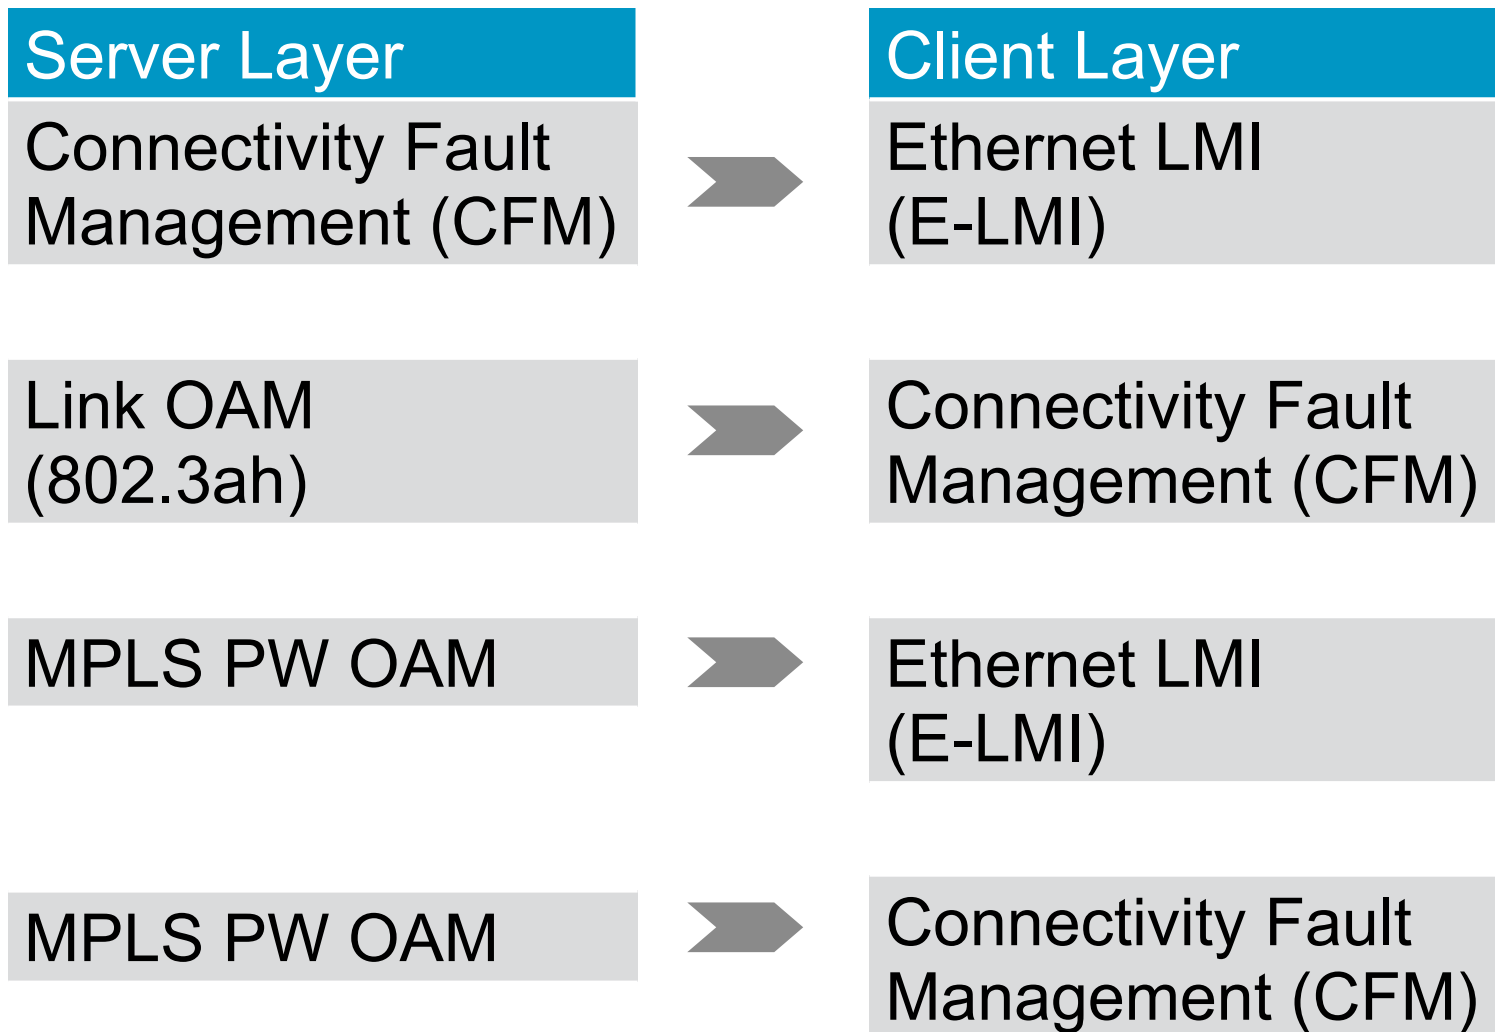 Server Layer
Client Layer
Connectivity Fault
Management (CFM)
Ethernet LMI
(E-LMI)
Link OAM
(802.3ah)
Connectivity Fault
Management (CFM)
MPLS PW OAM
Ethernet LMI
(E-LMI)
MPLS PW OAM
Connectivity Fault
Management (CFM)